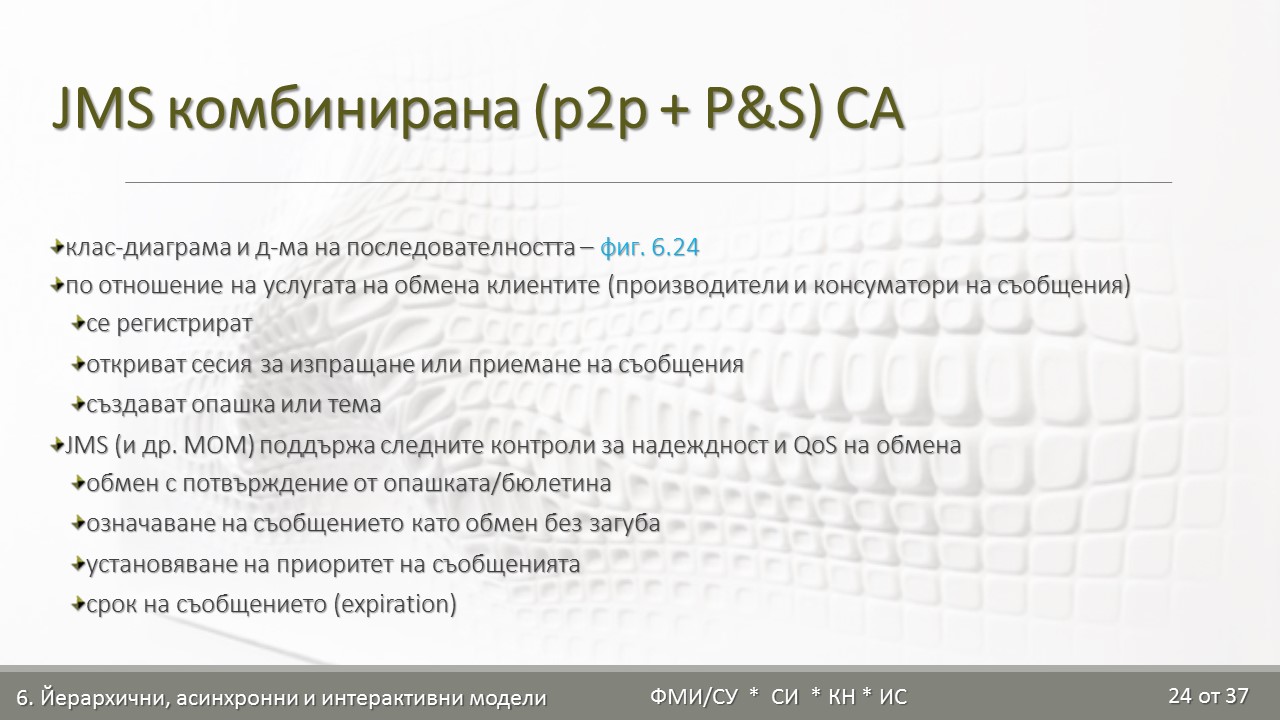 JMS комбинирана (p2p + P&S) СА
клас-диаграма и д-ма на последователността – фиг. 6.24
по отношение на услугата на обмена клиентите (производители и консуматори на съобщения)
се регистрират
откриват сесия за изпращане или приемане на съобщения
създават опашка или тема
JMS (и др. МОМ) поддържа следните контроли за надеждност и QoS на обмена
обмен с потвърждение от опашката/бюлетина
означаване на съобщението като обмен без загуба
установяване на приоритет на съобщенията
срок на съобщението (expiration)
6. Йерархични, асинхронни и интерактивни модели
ФМИ/СУ * СИ * КН * ИС
24 от 37